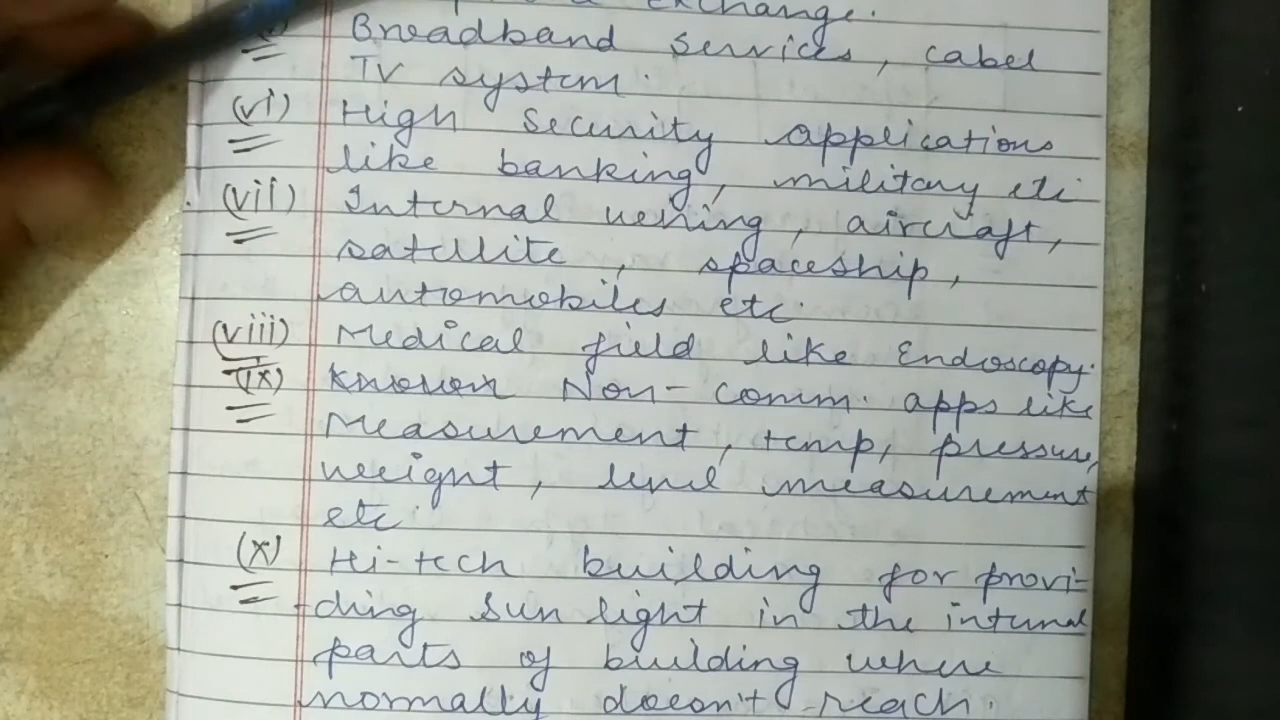 exchange.
Broadband services, cabel
TV system.
(vi) High Security applications
like banking, military etc
(vii) Internal wering, aircraft,
satellite, spaceship,
automobiles etc.
(viii) Medical field like Endoscopy.
(ix) Non-Comm. apps like
Measurement, temp, pressure,
weight, level measurement
etc.
(x) Hi-tech building for provi-
ding sun light in the internal
parts of building where
normally doesn't reach.